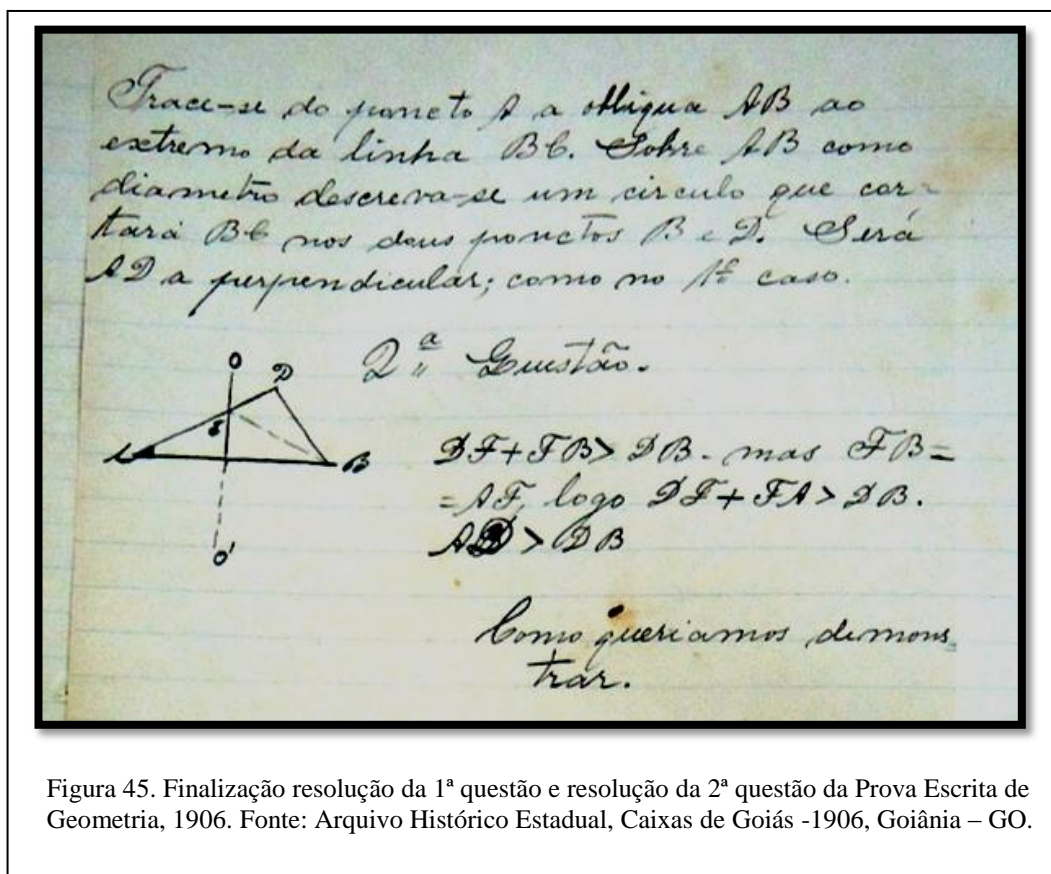 Trace-se do poncto A a obliqua AB ao
extremo da linha BC. Sobre AB como
diametro descreva-se um circulo que cor=
tará BC nos dous ponctos B e D. Será
AD a perpendicular; como no 1º caso.
2ª Questão.
O
D
A
B
O'
DF+FB> DB - mas FB=
=AF, logo DF+FA> DB.
AD > DB
Como queriamos demons=
trar.
Figura 45. Finalização resolução da 1ª questão e resolução da 2ª questão da Prova Escrita de
Geometria, 1906. Fonte: Arquivo Histórico Estadual, Caixas de Goiás -1906, Goiânia – GO.